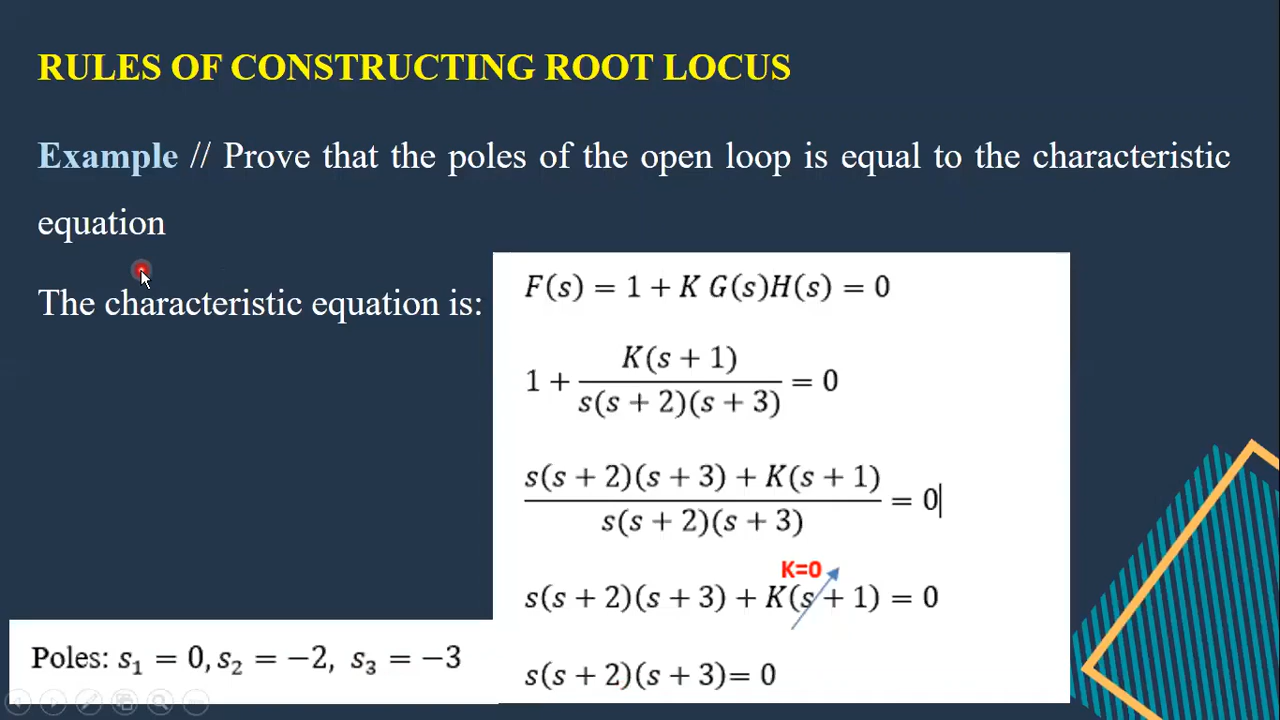 RULES OF CONSTRUCTING ROOT LOCUS
Example // Prove that the poles of the open loop is equal to the characteristic
equation
The characteristic equation is:
F(s) = 1 + K G(s)H(s) = 0
1 + K(s + 1) / s(s + 2)(s + 3) = 0
s(s + 2)(s + 3) + K(s + 1) / s(s + 2)(s + 3) = 0
K=0
s(s + 2)(s + 3) + K(s + 1) = 0
s(s + 2)(s + 3)= 0
Poles: s₁ = 0, s₂ = −2, s₃ = −3